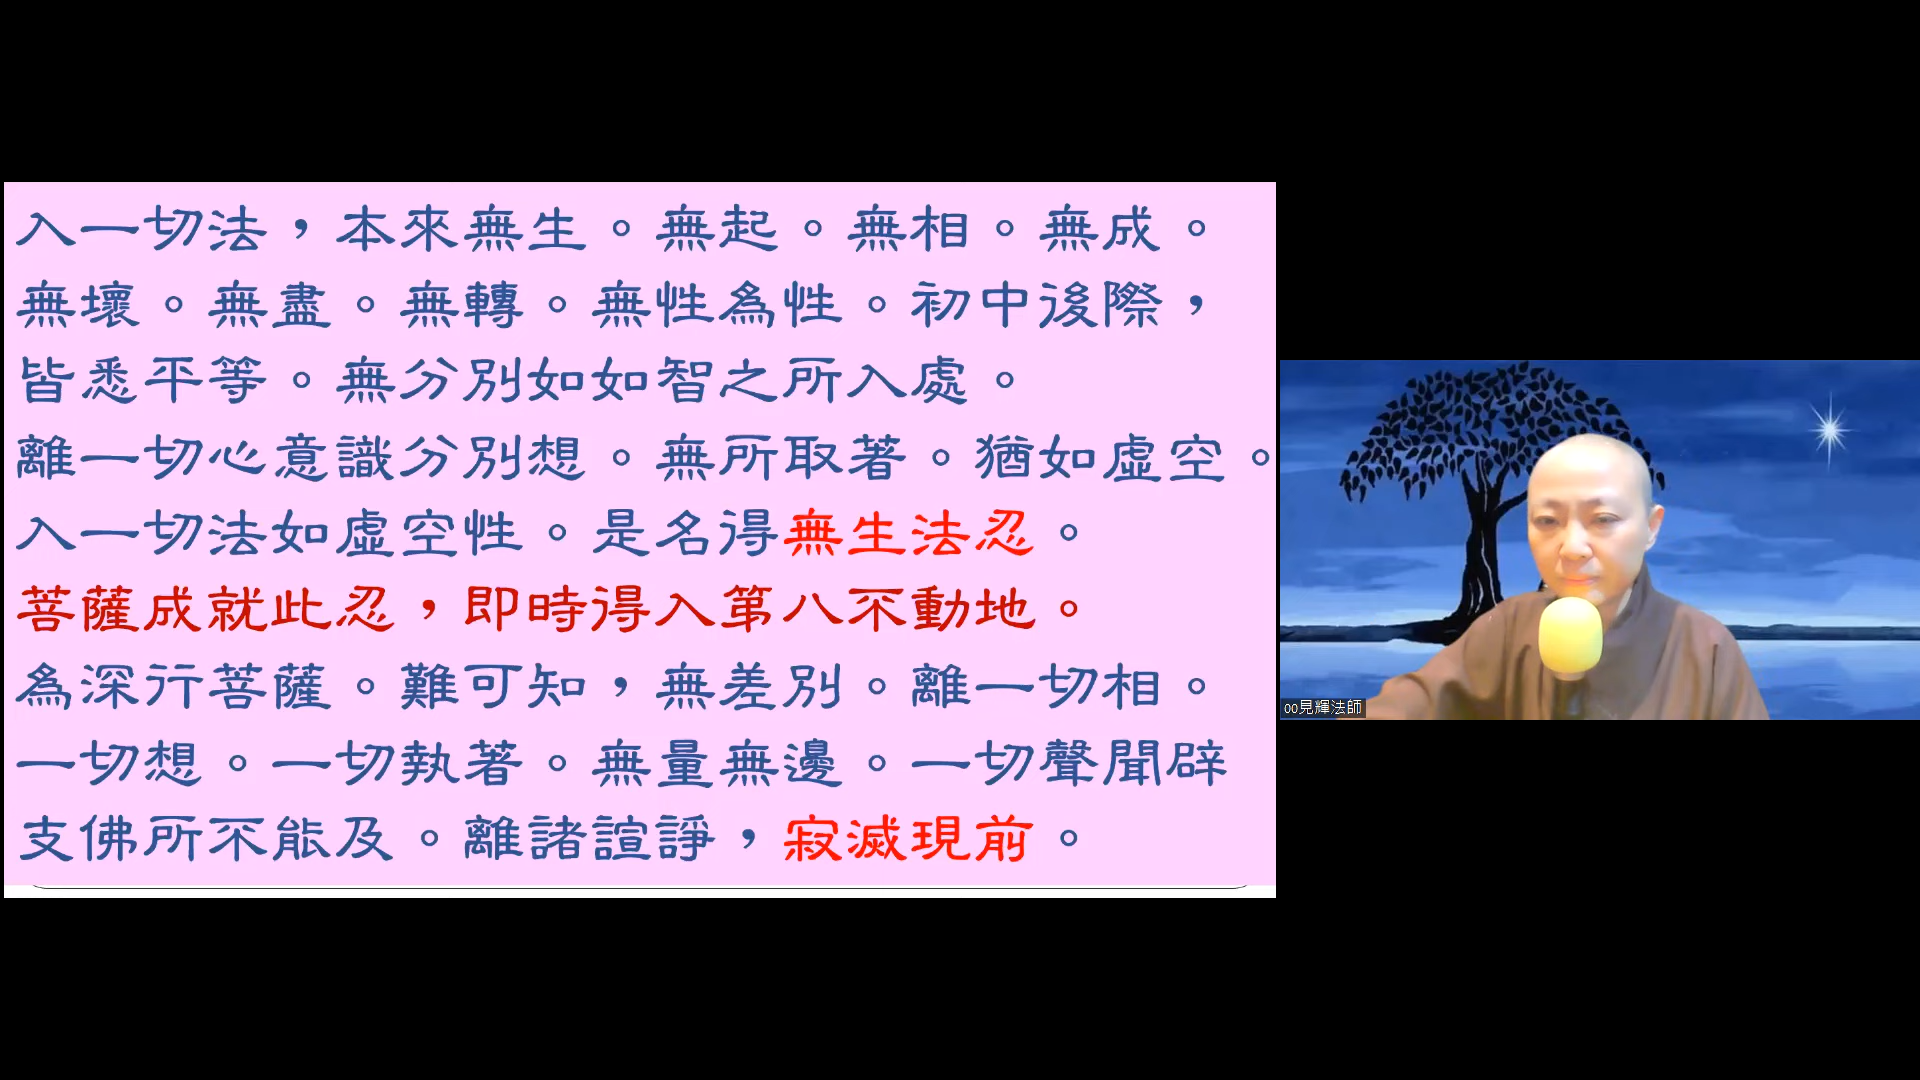 入一切法，本來無生。無起。無相。無成。
無壞。無盡。無轉。無性為性。初中後際，
皆悉平等。無分別如如智之所入處。
離一切心意識分別想。無所取著。猶如虛空。
入一切法如虛空性。是名得無生法忍。
菩薩成就此忍，即時得入第八不動地。
為深行菩薩。難可知，無差別。離一切相。
一切想。一切執著。無量無邊。一切聲聞辟
支佛所不能及。離諸諠諍，寂滅現前。
oo見輝法師